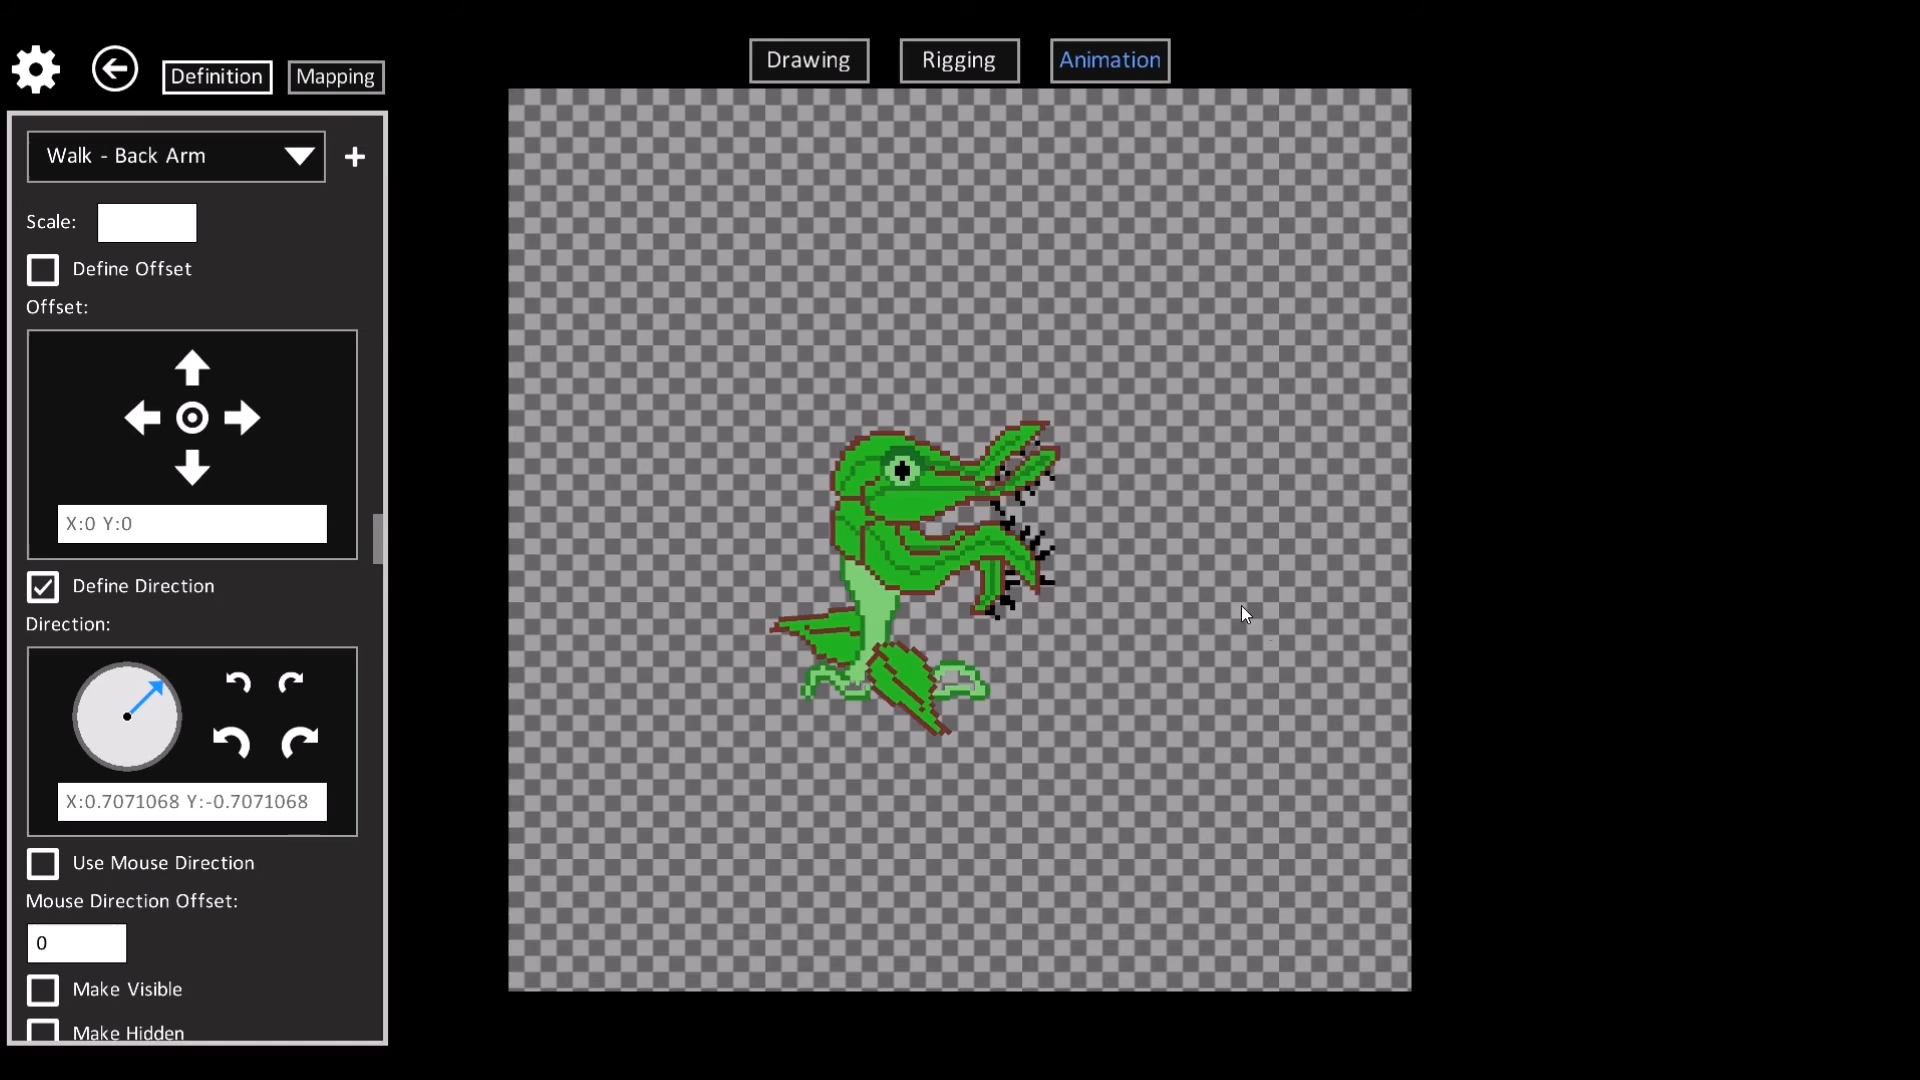 Drawing
Rigging
Animation
Definition
Mapping
Walk - Back Arm
Scale:
Define Offset
Offset:
X:0 Y:0
Define Direction
Direction:
X:0.7071068 Y:-0.7071068
Use Mouse Direction
Mouse Direction Offset:
0
Make Visible
Make Hidden